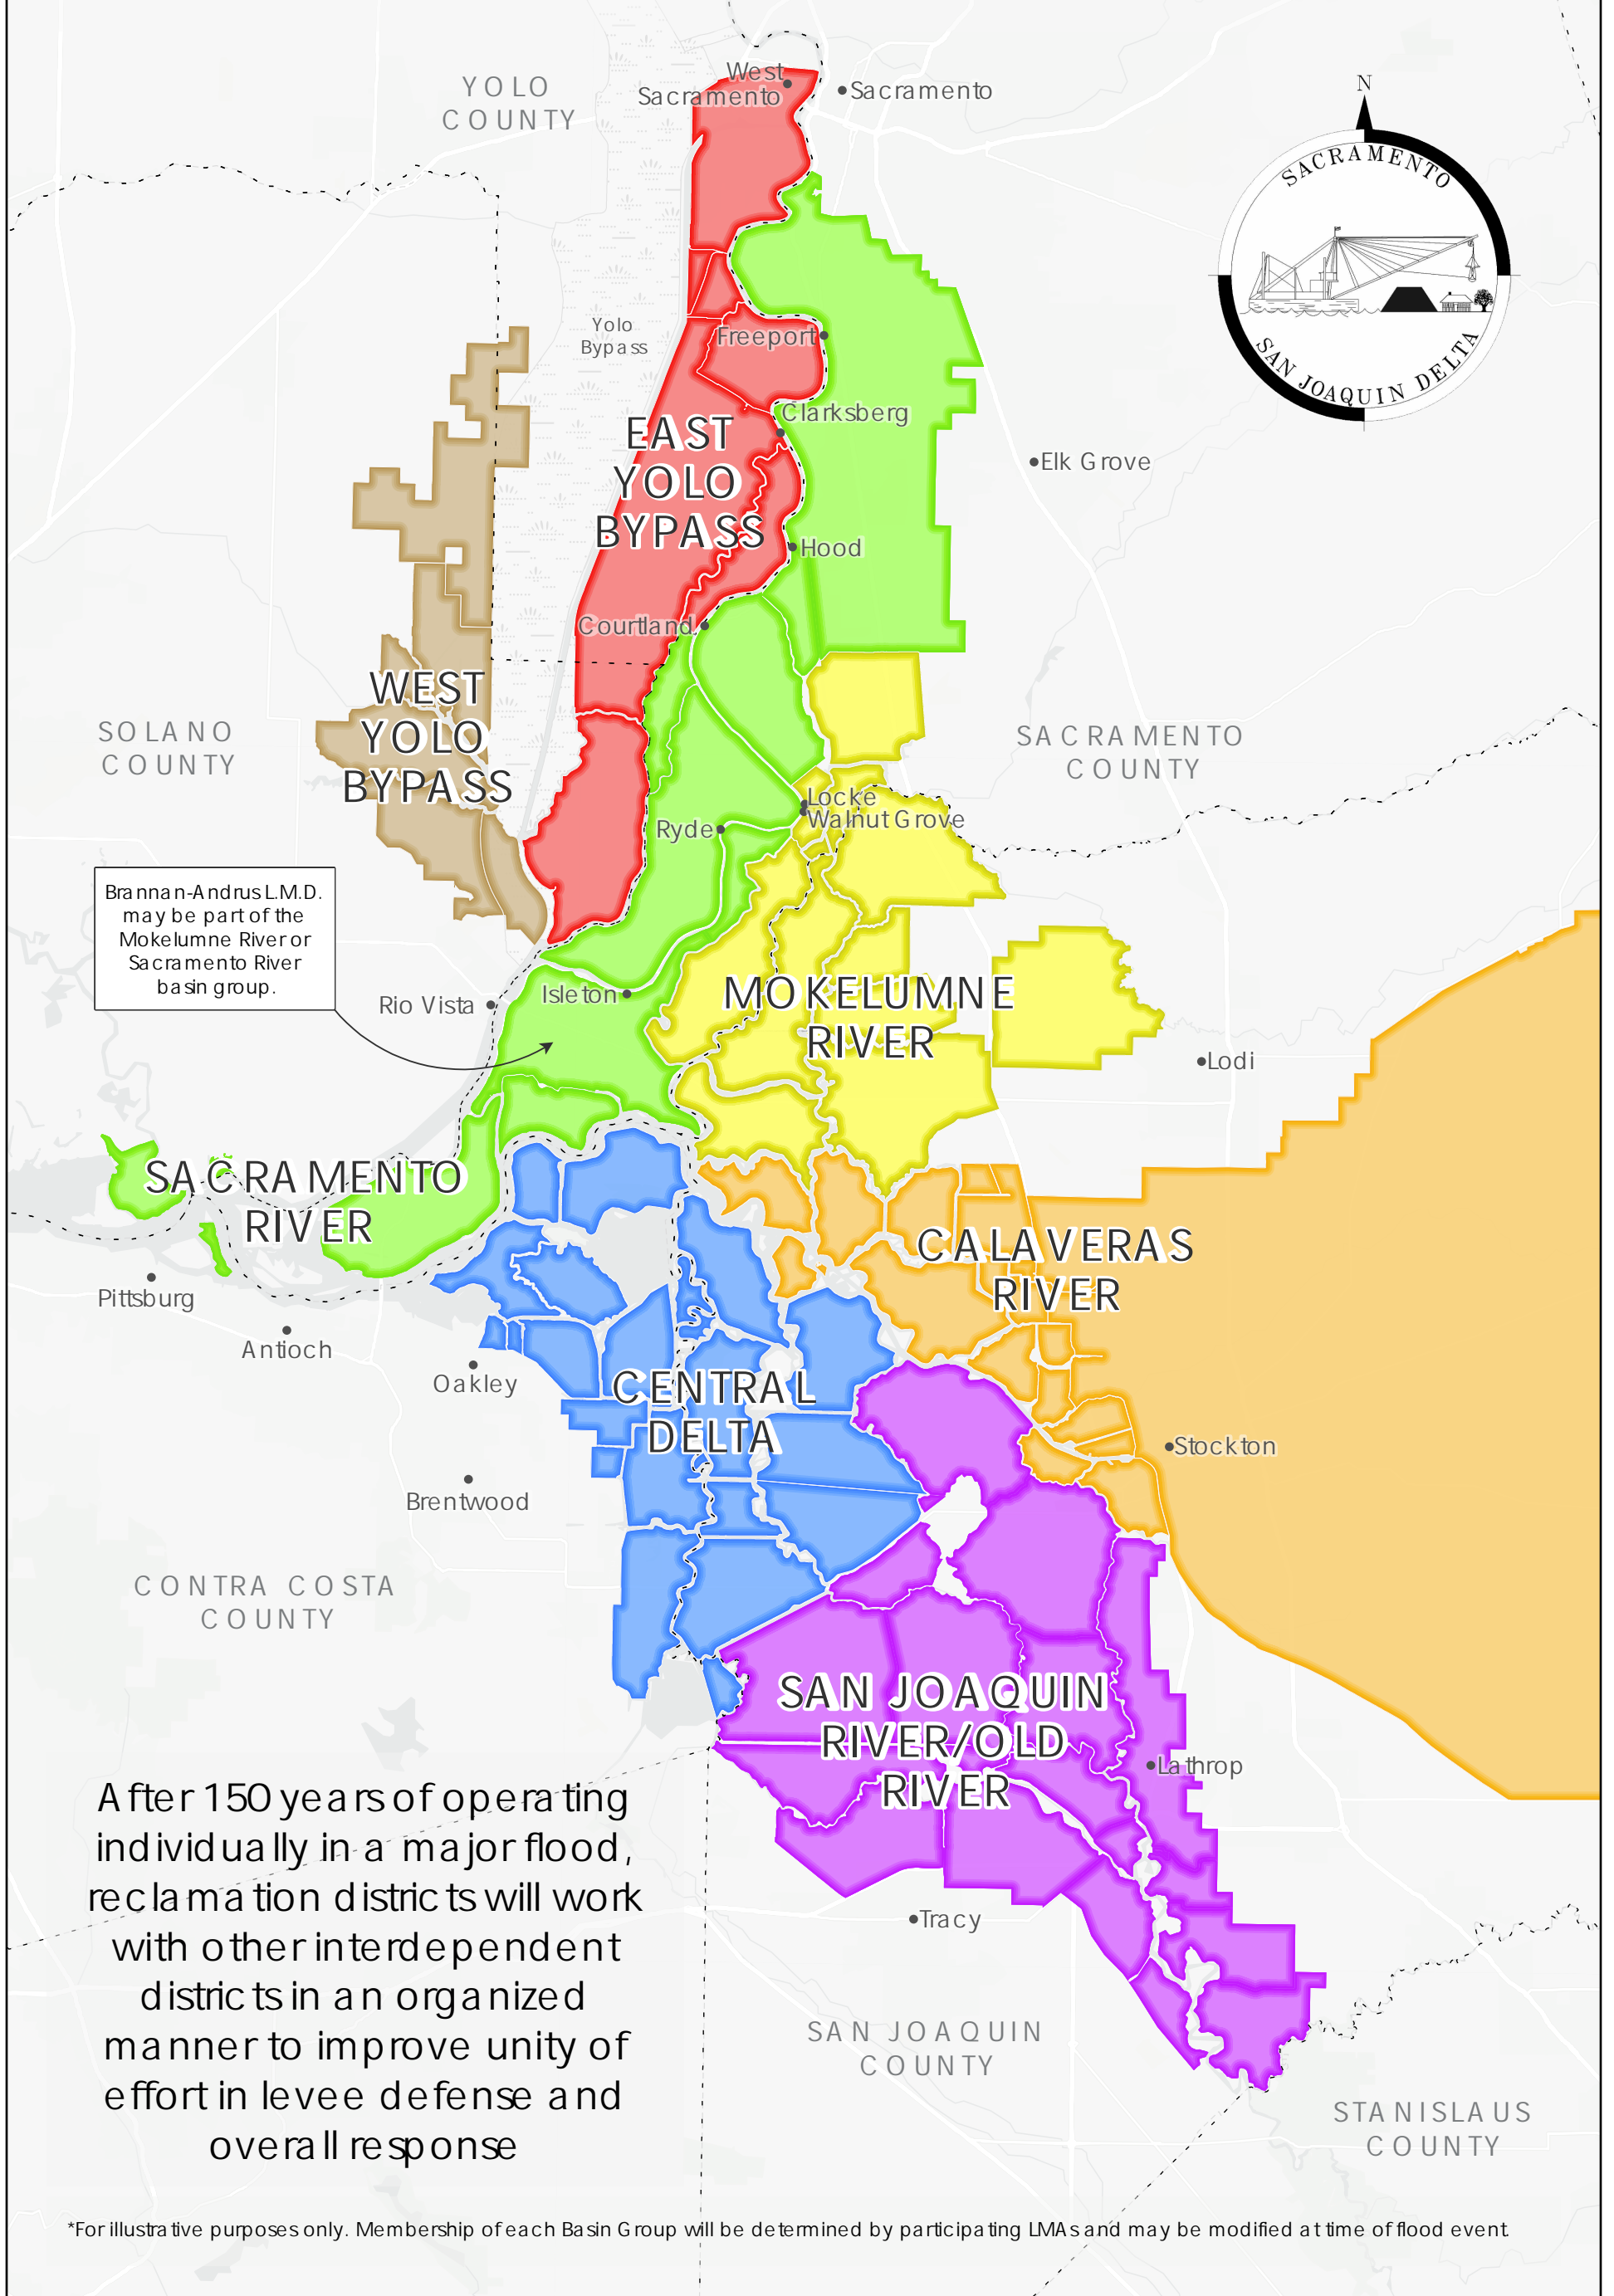 YOLO
COUNTY
West
Sacramento
Sacramento
N
SACRAMENTO
SAN JOAQUIN DELTA
Yolo
Bypass
Freeport
Clarksberg
EAST
YOLO
BYPASS
Elk Grove
Hood
Courtland
WEST
YOLO
BYPASS
SOLANO
COUNTY
SACRAMENTO
COUNTY
Locke
Walnut Grove
Ryde
Brannan-Andrus L.M.D.
may be part of the
Mokelumne River or
Sacramento River
basin group.
Rio Vista
Isleton
MOKELUMNE
RIVER
Lodi
SACRAMENTO
RIVER
CALAVERAS
RIVER
Pittsburg
Antioch
Oakley
CENTRAL
DELTA
Stockton
Brentwood
CONTRA COSTA
COUNTY
SAN JOAQUIN
RIVER/OLD
RIVER
Lathrop
After 150 years of operating
individually in a major flood,
reclamation districts will work
with other interdependent
districts in an organized
manner to improve unity of
effort in levee defense and
overall response
Tracy
SAN JOAQUIN
COUNTY
STANISLAUS
COUNTY
*For illustrative purposes only. Membership of each Basin Group will be determined by participating LMAs and may be modified at time of flood event.